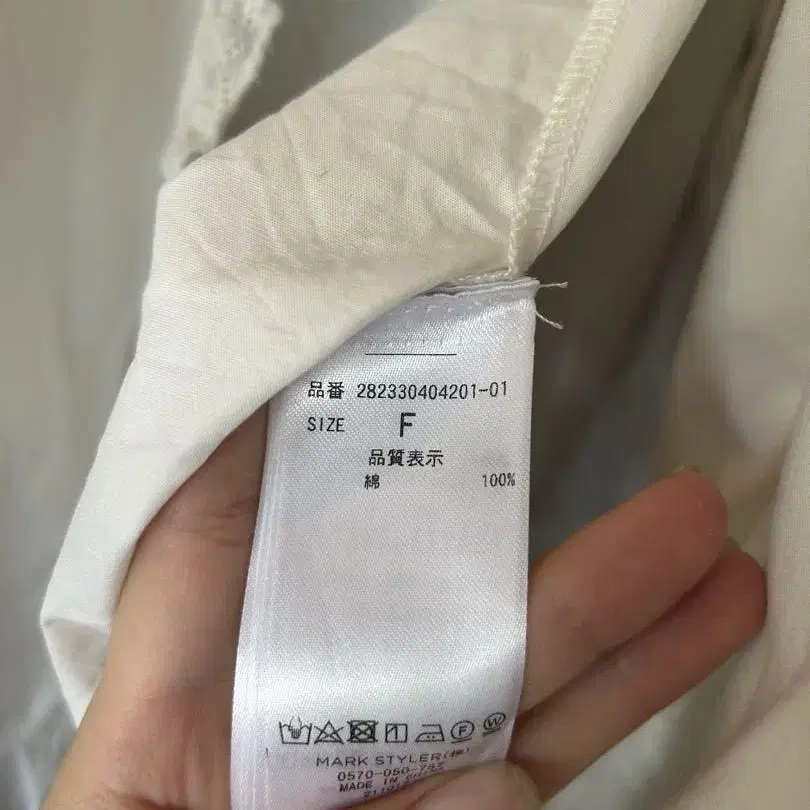 品番 282330404201-01
SIZE F
品質表示
綿 100%
F W
MARK STYLER(株)
0570-050-
MADE IN